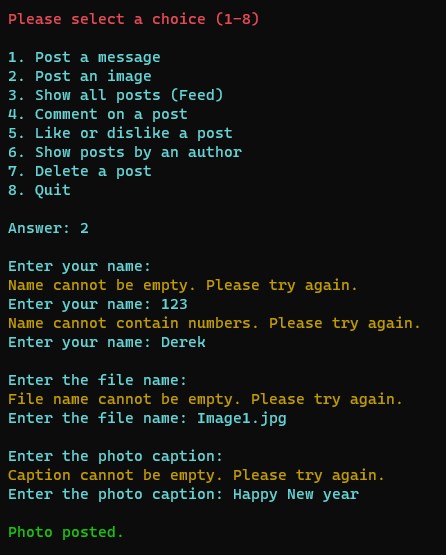 Please select a choice (1-8)
1. Post a message
2. Post an image
3. Show all posts (Feed)
4. Comment on a post
5. Like or dislike a post
6. Show posts by an author
7. Delete a post
8. Quit
Answer: 2
Enter your name:
Name cannot be empty. Please try again.
Enter your name: 123
Name cannot contain numbers. Please try again.
Enter your name: Derek
Enter the file name:
File name cannot be empty. Please try again.
Enter the file name: Image1.jpg
Enter the photo caption:
Caption cannot be empty. Please try again.
Enter the photo caption: Happy New year
Photo posted.